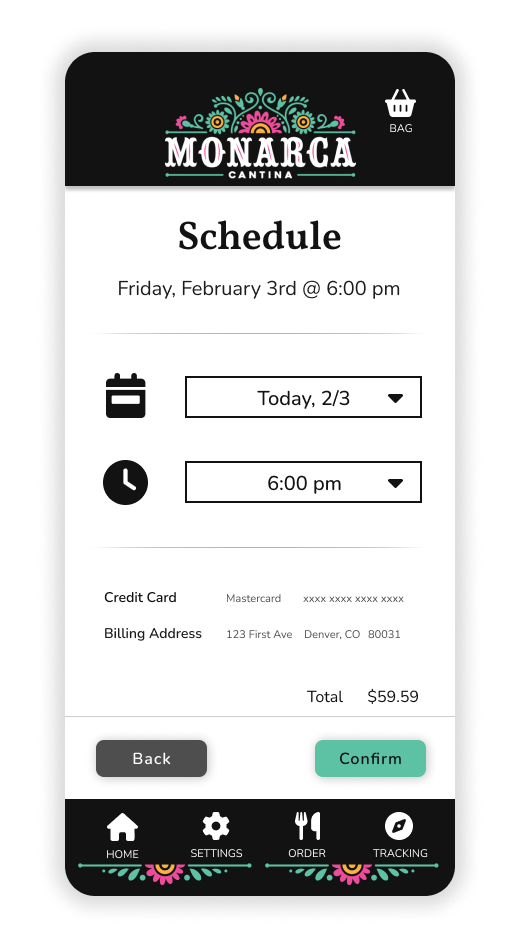 MONARCA
CANTINA
BAG
Schedule
Friday, February 3rd @ 6:00 pm
Today, 2/3
6:00 pm
Credit Card Mastercard xxxx xxxx xxxx xxxx
Billing Address 123 First Ave Denver, CO 80031
Total $59.59
Back Confirm
HOME SETTINGS ORDER TRACKING